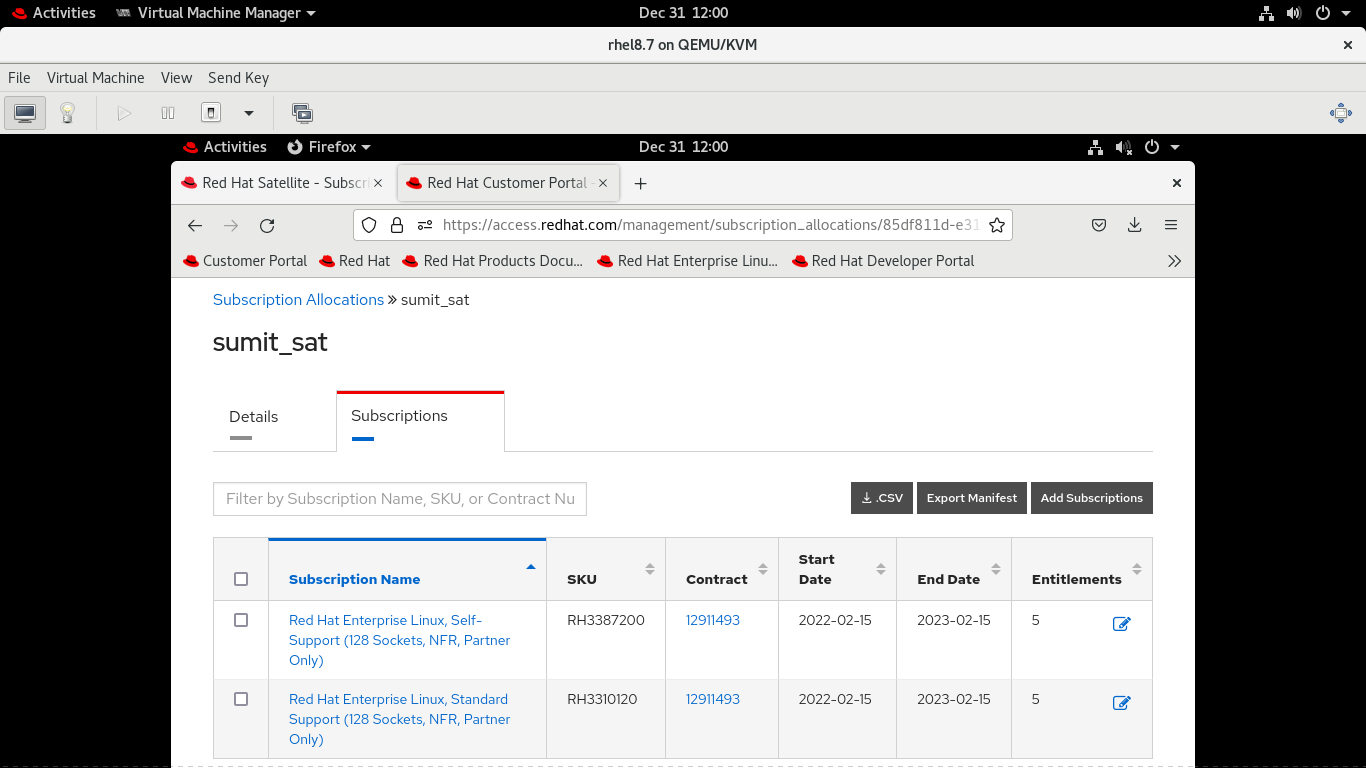 Activities Virtual Machine Manager Dec 31 12:00
rhel8.7 on QEMU/KVM
File Virtual Machine View Send Key
Activities Firefox Dec 31 12:00
Red Hat Satellite - Subscri Red Hat Customer Portal -
https://access.redhat.com/management/subscription_allocations/85df811d-e31
Customer Portal Red Hat Red Hat Products Docu... Red Hat Enterprise Linu... Red Hat Developer Portal
Subscription Allocations » sumit_sat
sumit_sat
Details Subscriptions
Filter by Subscription Name, SKU, or Contract Nu .CSV Export Manifest Add Subscriptions
Subscription Name SKU Contract Start Date End Date Entitlements
Red Hat Enterprise Linux, Self- RH3387200 12911493 2022-02-15 2023-02-15 5
Support (128 Sockets, NFR, Partner
Only)
Red Hat Enterprise Linux, Standard RH3310120 12911493 2022-02-15 2023-02-15 5
Support (128 Sockets, NFR, Partner
Only)